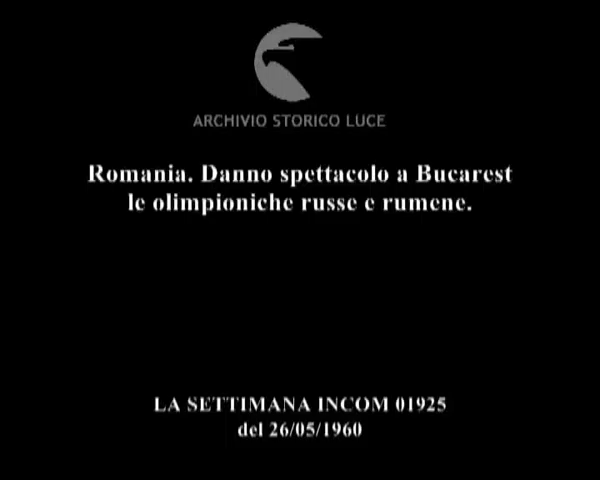 ARCHIVIO STORICO LUCE
Romania. Danno spettacolo a Bucarest
le olimpioniche russe e rumene.
LA SETTIMANA INCOM 01925
del 26/05/1960